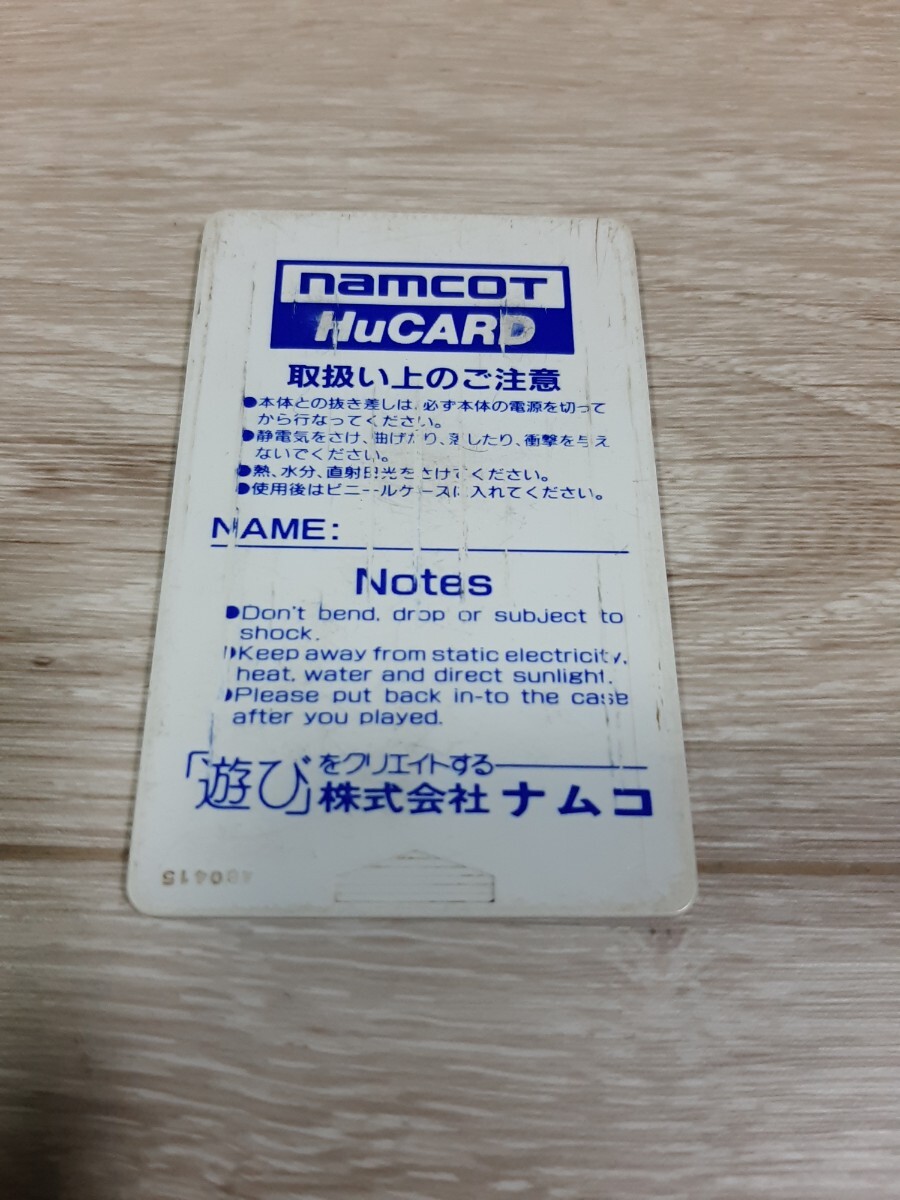 namcot
HuCARD
取扱い上のご注意
●本体との抜き差しは、必ず本体の電源を切って
から行なってください。
●静電気をさけ、曲げたり、落したり、衝撃を与え
ないでください。
●熱、水分、直射日光をさけてください。
●使用後はビニールケースに入れてください。
NAME:
Notes
●Don't bend, drop or subject to
shock.
●Keep away from static electricity,
heat, water and direct sunlight.
●Please put back in-to the case
after you played.
「遊び」をクリエイトする
株式会社 ナムコ